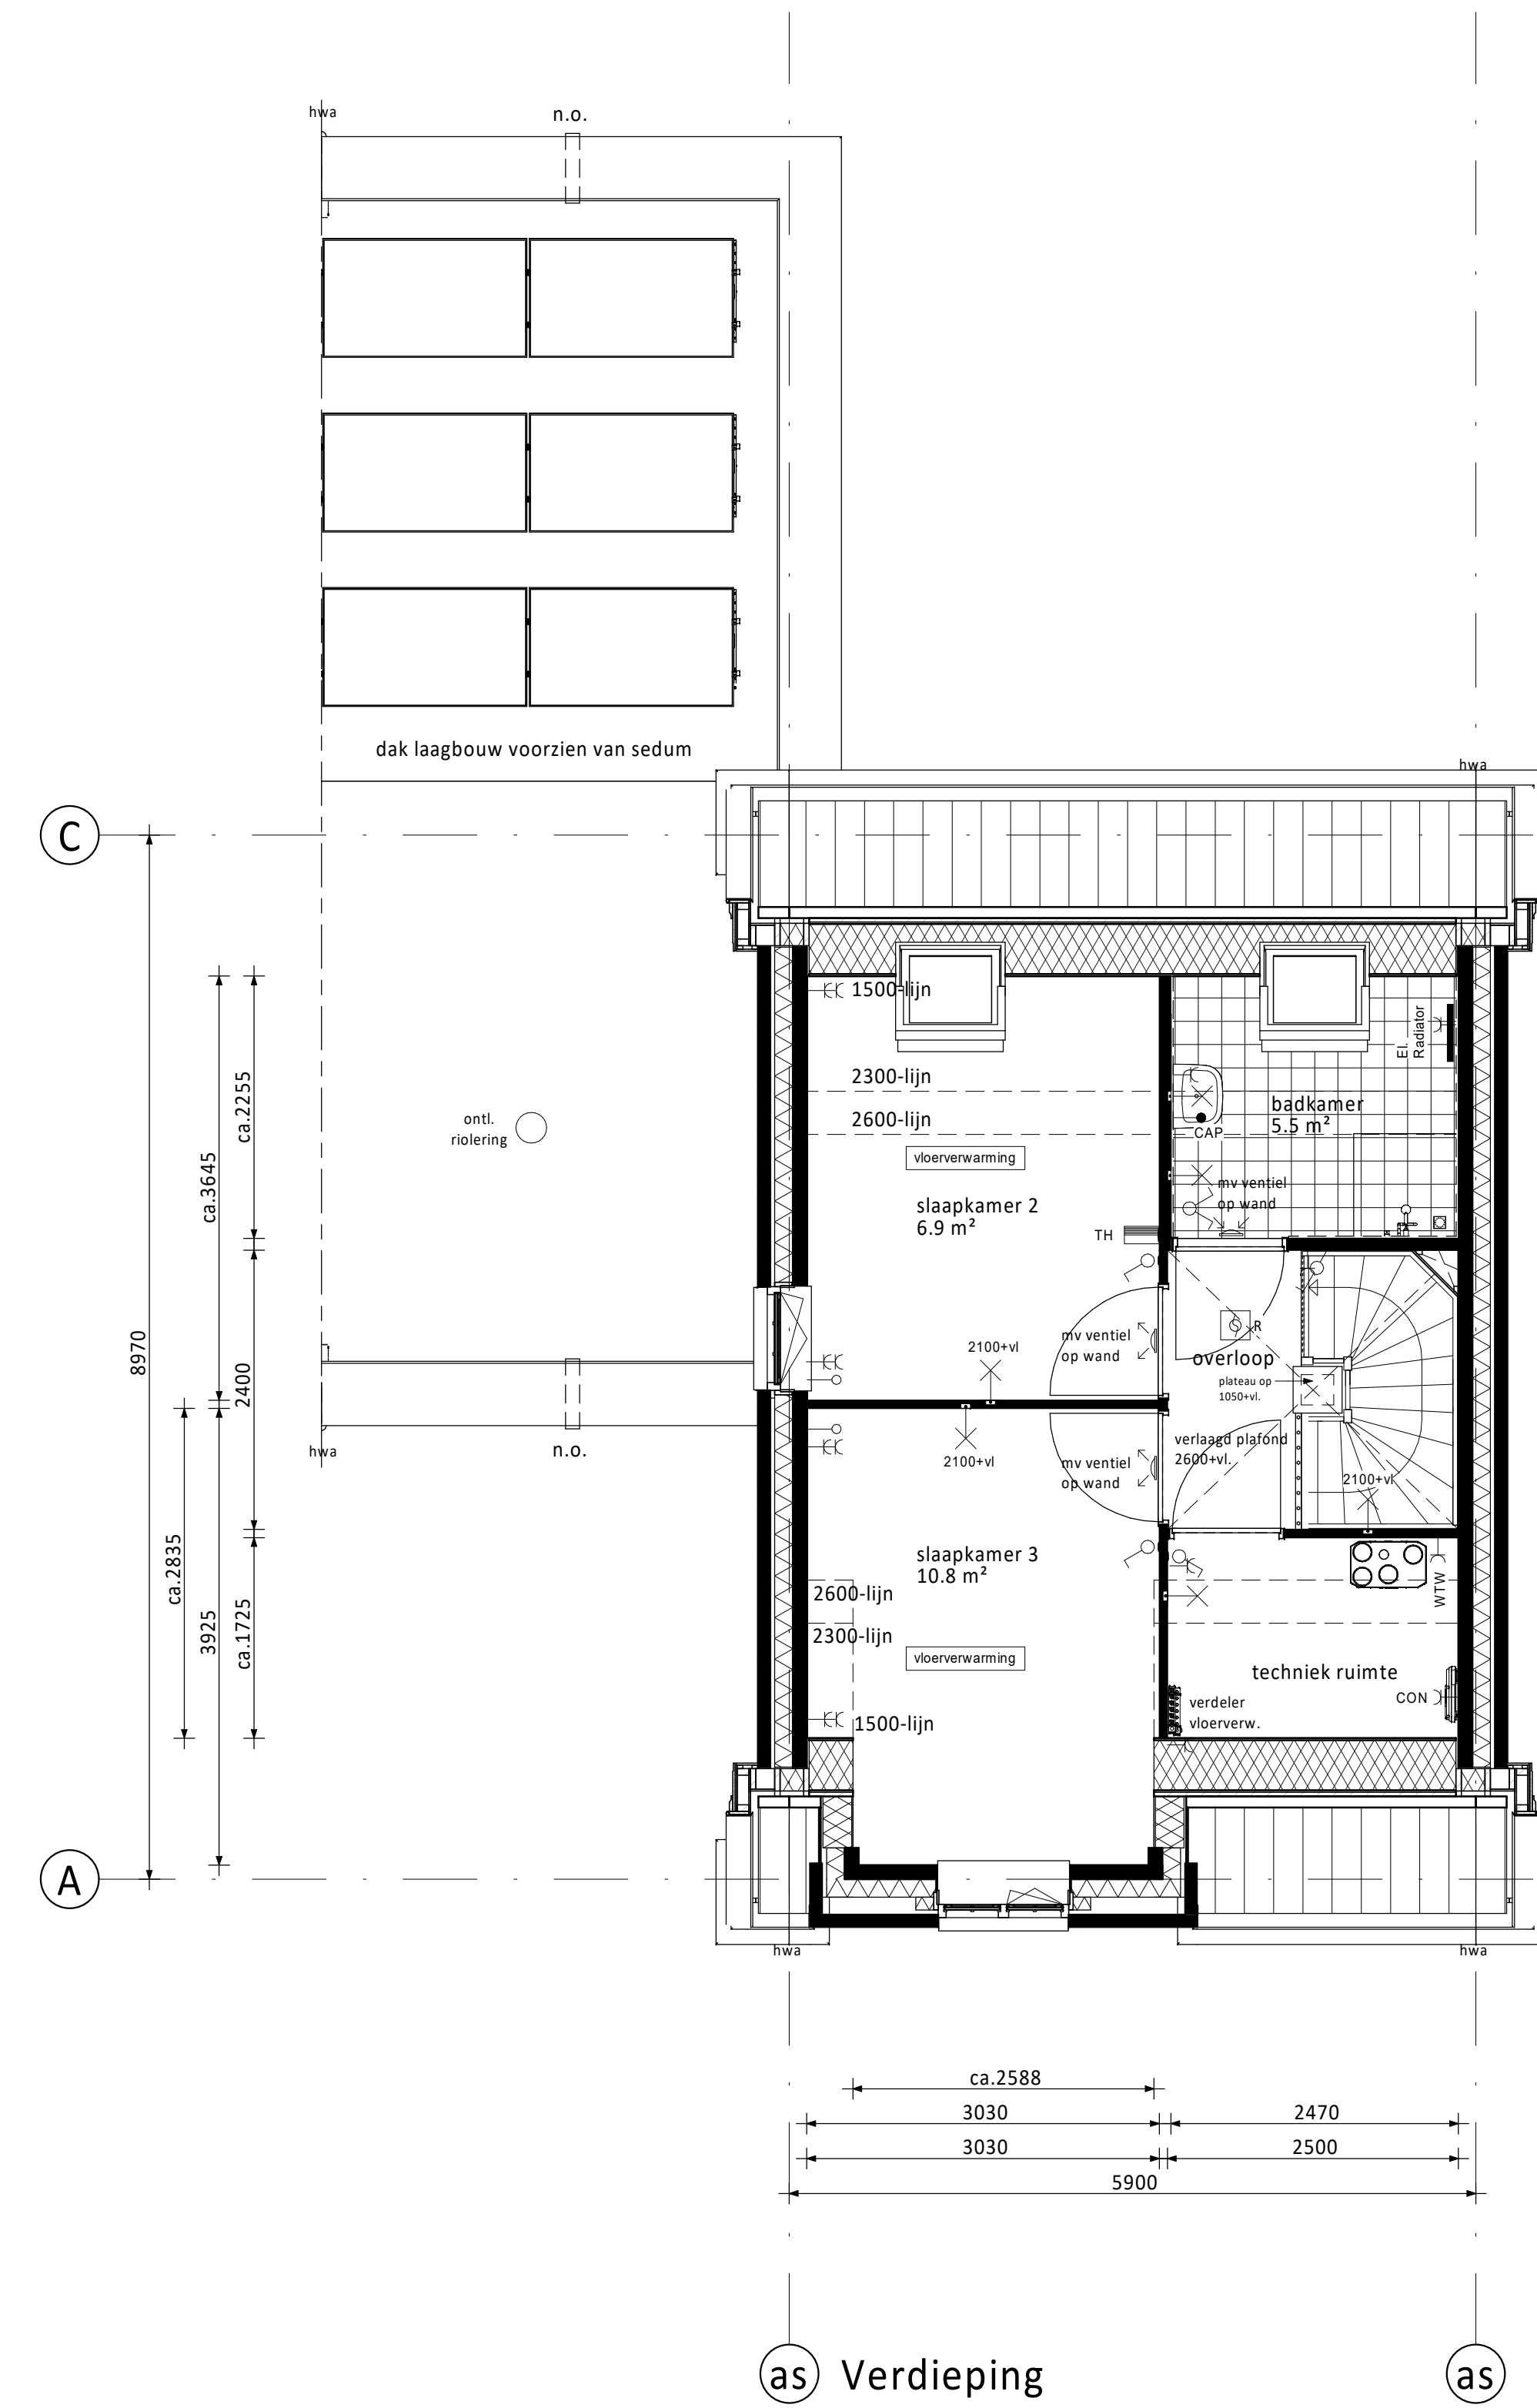 hwa
n.o.
dak laagbouw voorzien van sedum
hwa
C
1500-lijn
El.
Radiator
2300-lijn
2600-lijn
badkamer
5.5 m²
CAP
ca.2255
ontl.
riolering
vloerverwarming
ca.3645
mv ventiel
op wand
slaapkamer 2
6.9 m²
TH
8970
2400
R
mv ventiel
op wand
2100+vl
overloop
plateau op
1050+vl.
hwa
n.o.
verlaagd plafond
2600+vl.
2100+vl
mv ventiel
op wand
2100+vl
ca.2835
slaapkamer 3
10.8 m²
2600-lijn
WTW
3925
ca.1725
2300-lijn
vloerverwarming
techniek ruimte
CON
verdeler
vloerverw.
1500-lijn
A
hwa
hwa
ca.2588
3030
2470
3030
2500
5900
as
Verdieping
as